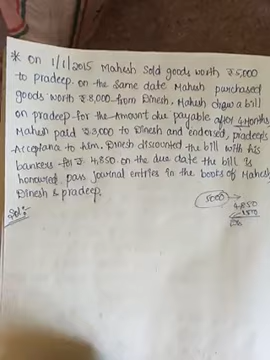 * On 1/1/2015 Mahesh Sold goods worth ₹ 5,000
to pradeep. on the same date Mahesh purchased
goods worth ₹ 8,000 from Dinesh. Mahesh drew a bill
on pradeep for the Amount due payable after 4 Months
Mahesh paid ₹ 3,000 to Dinesh and endorsed, pradeep's
Acceptance to him. Dinesh discounted the bill with his
bankers for ₹ 4,850. on the due date the bill is
honoured. pass journal entries in the books of Mahesh
Dinesh & pradeep.
5000
4,850
150
Sol:-